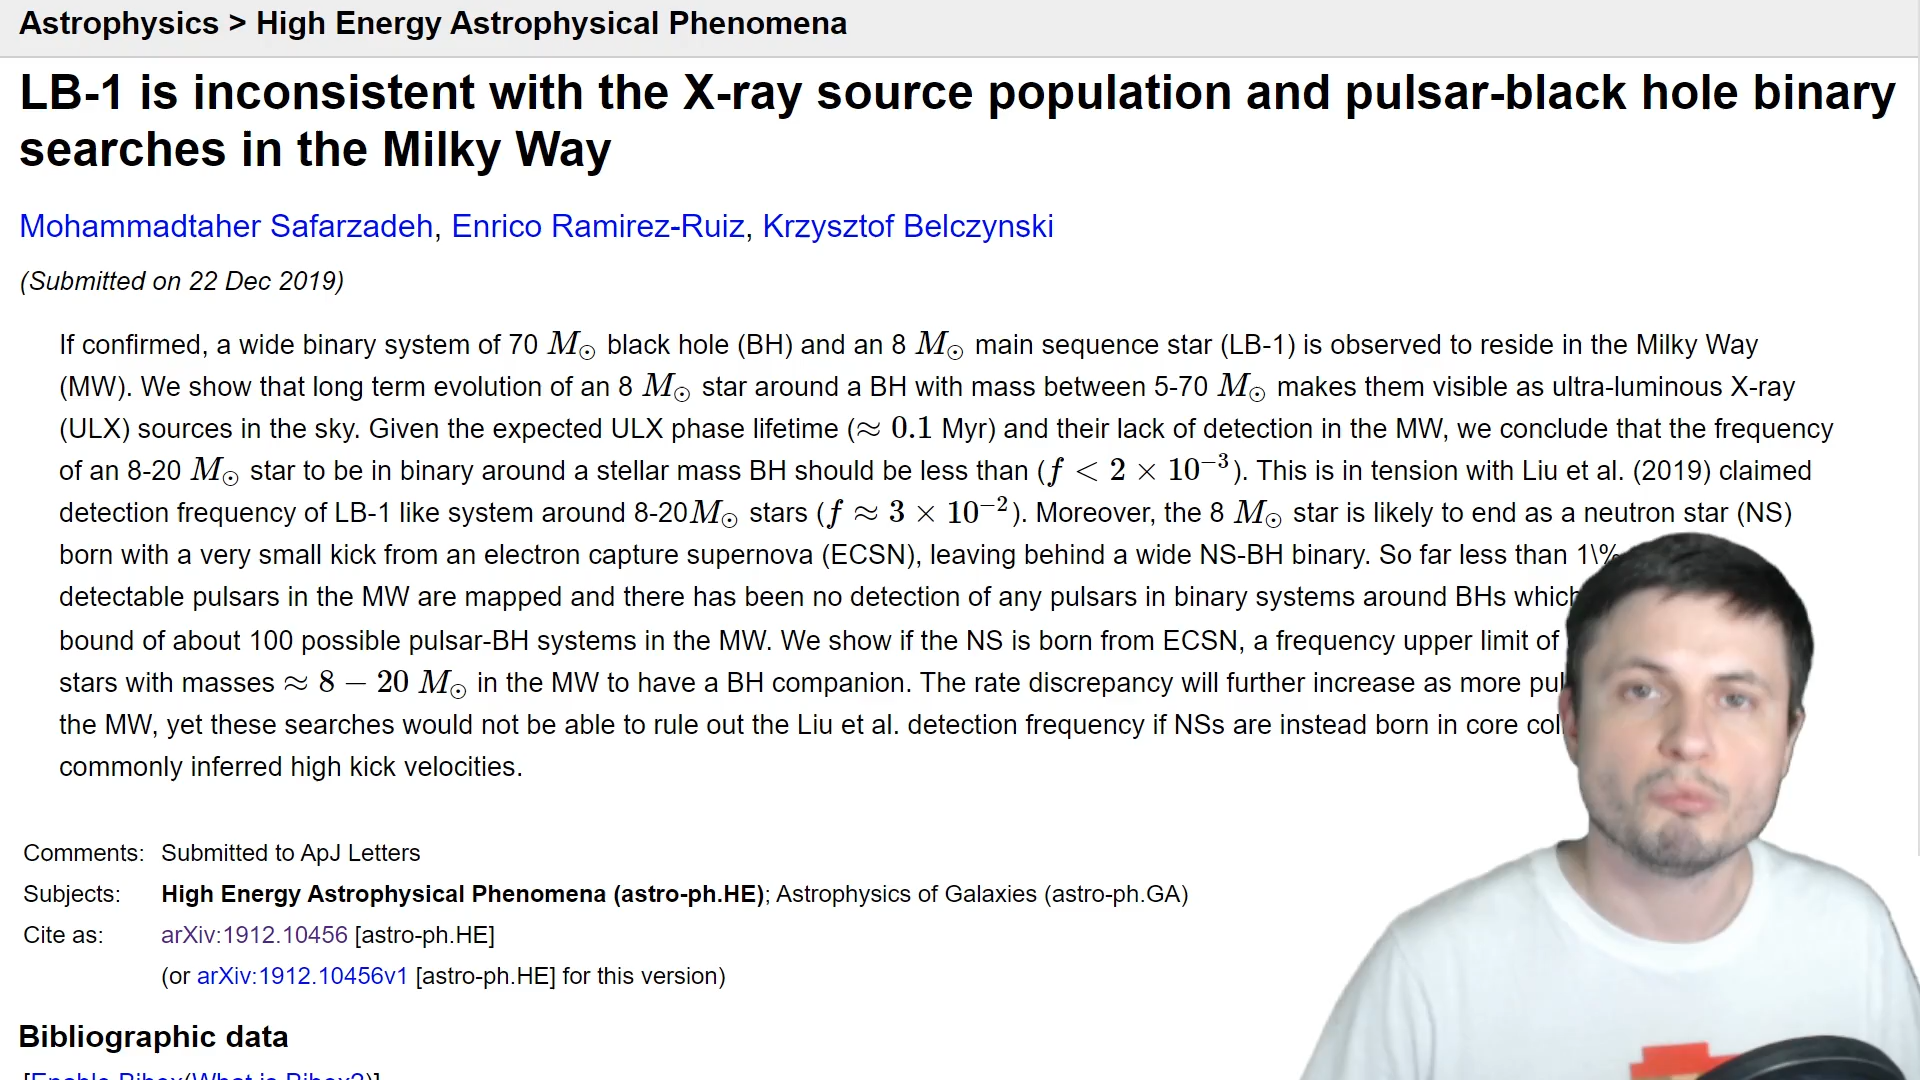 Astrophysics > High Energy Astrophysical Phenomena
LB-1 is inconsistent with the X-ray source population and pulsar-black hole binary
searches in the Milky Way
Mohammadtaher Safarzadeh, Enrico Ramirez-Ruiz, Krzysztof Belczynski
(Submitted on 22 Dec 2019)
If confirmed, a wide binary system of 70 M⊙ black hole (BH) and an 8 M⊙ main sequence star (LB-1) is observed to reside in the Milky Way
(MW). We show that long term evolution of an 8 M⊙ star around a BH with mass between 5-70 M⊙ makes them visible as ultra-luminous X-ray
(ULX) sources in the sky. Given the expected ULX phase lifetime (≈ 0.1 Myr) and their lack of detection in the MW, we conclude that the frequency
of an 8-20 M⊙ star to be in binary around a stellar mass BH should be less than (f < 2 × 10⁻³). This is in tension with Liu et al. (2019) claimed
detection frequency of LB-1 like system around 8-20M⊙ stars (f ≈ 3 × 10⁻²). Moreover, the 8 M⊙ star is likely to end as a neutron star (NS)
born with a very small kick from an electron capture supernova (ECSN), leaving behind a wide NS-BH binary. So far less than 1\%
detectable pulsars in the MW are mapped and there has been no detection of any pulsars in binary systems around BHs which
bound of about 100 possible pulsar-BH systems in the MW. We show if the NS is born from ECSN, a frequency upper limit of
stars with masses ≈ 8 − 20 M⊙ in the MW to have a BH companion. The rate discrepancy will further increase as more pul
the MW, yet these searches would not be able to rule out the Liu et al. detection frequency if NSs are instead born in core col
commonly inferred high kick velocities.
Comments: Submitted to ApJ Letters
Subjects: High Energy Astrophysical Phenomena (astro-ph.HE); Astrophysics of Galaxies (astro-ph.GA)
Cite as: arXiv:1912.10456 [astro-ph.HE]
(or arXiv:1912.10456v1 [astro-ph.HE] for this version)
Bibliographic data
[Enable Bibex(What is Bibex?)]